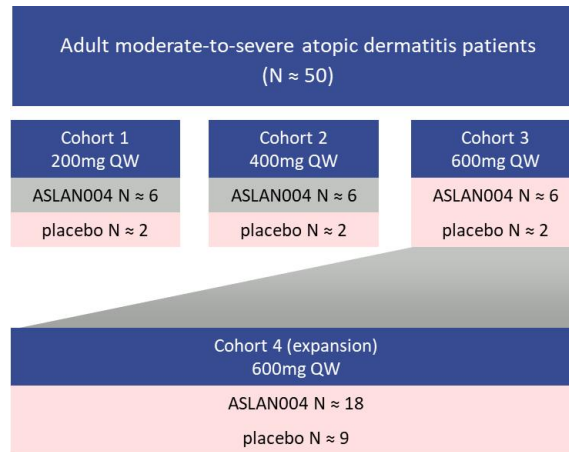 Adult moderate-to-severe atopic dermatitis patients
(N ≈ 50)
Cohort 1
200mg QW
ASLAN004 N ≈ 6
placebo N ≈ 2
Cohort 2
400mg QW
ASLAN004 N ≈ 6
placebo N ≈ 2
Cohort 3
600mg QW
ASLAN004 N ≈ 6
placebo N ≈ 2
Cohort 4 (expansion)
600mg QW
ASLAN004 N ≈ 18
placebo N ≈ 9